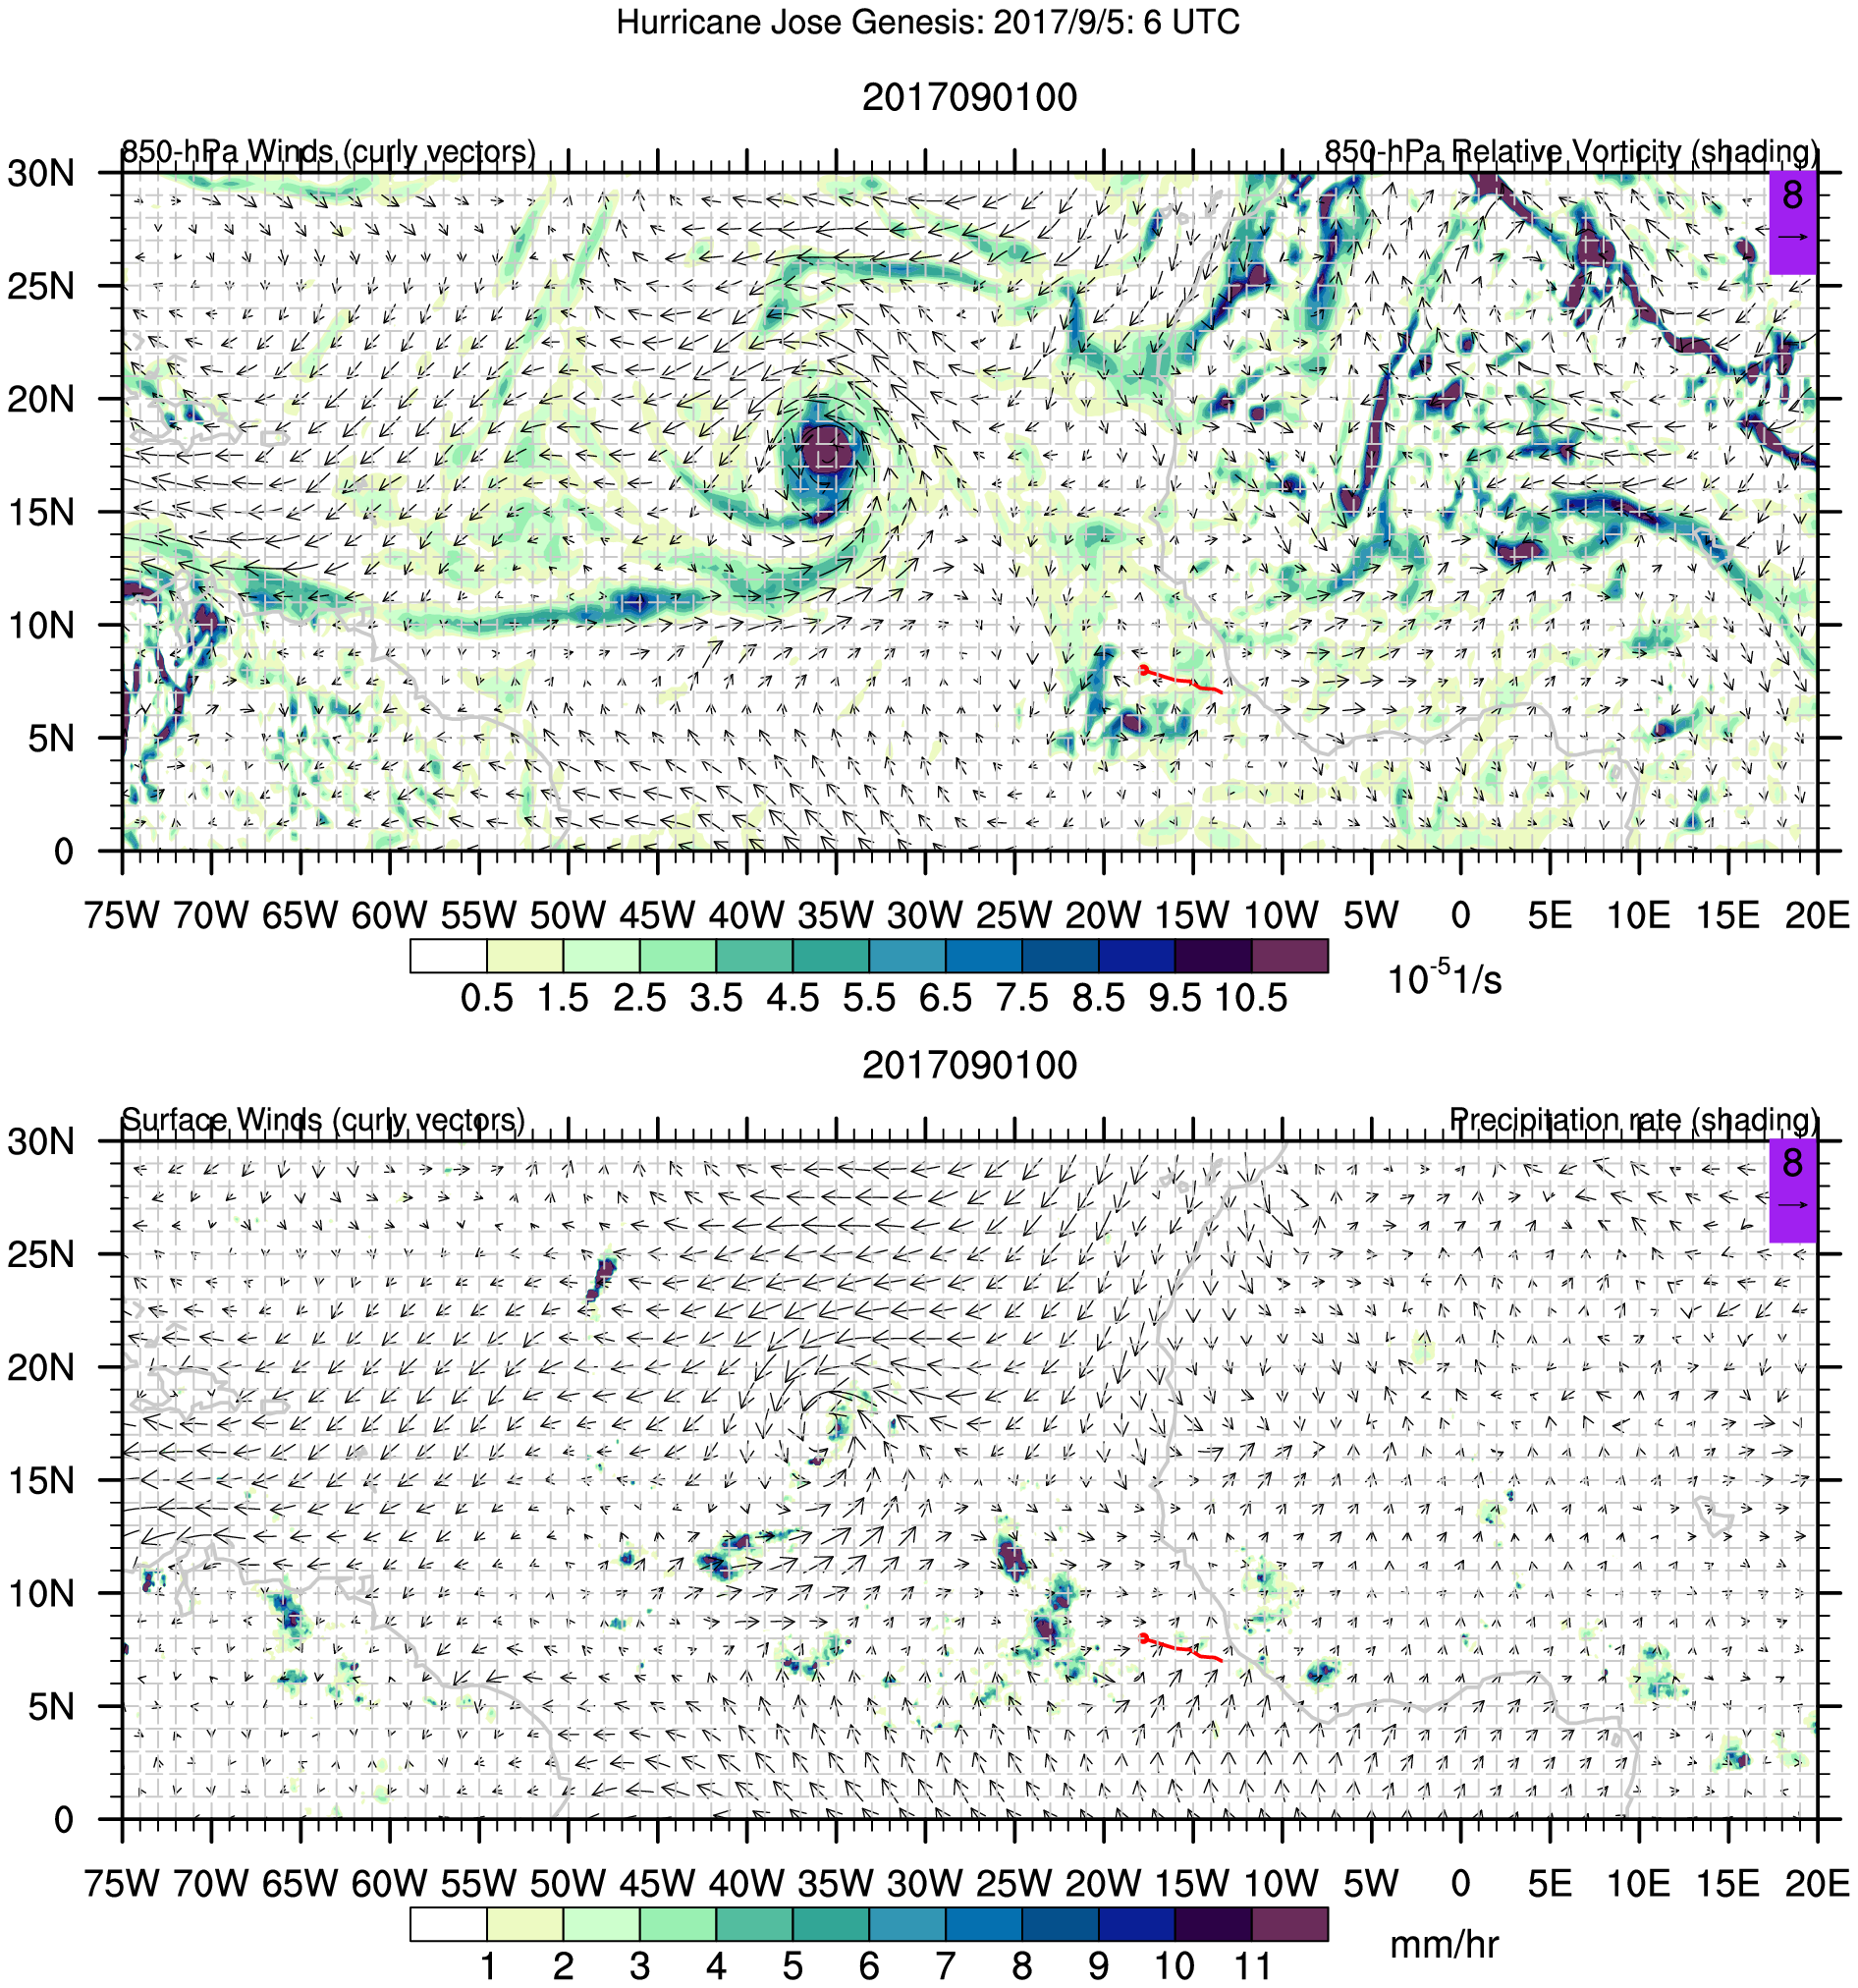 Hurricane Jose Genesis: 2017/9/5: 6 UTC
2017090100
850-hPa Winds (curly vectors) 850-hPa Relative Vorticity (shading)
8
30N
25N
20N
15N
10N
5N
0
75W 70W 65W 60W 55W 50W 45W 40W 35W 30W 25W 20W 15W 10W 5W 0 5E 10E 15E 20E
0.5 1.5 2.5 3.5 4.5 5.5 6.5 7.5 8.5 9.5 10.5
10⁻⁵1/s
2017090100
Surface Winds (curly vectors) Precipitation rate (shading)
8
30N
25N
20N
15N
10N
5N
0
75W 70W 65W 60W 55W 50W 45W 40W 35W 30W 25W 20W 15W 10W 5W 0 5E 10E 15E 20E
1 2 3 4 5 6 7 8 9 10 11
mm/hr